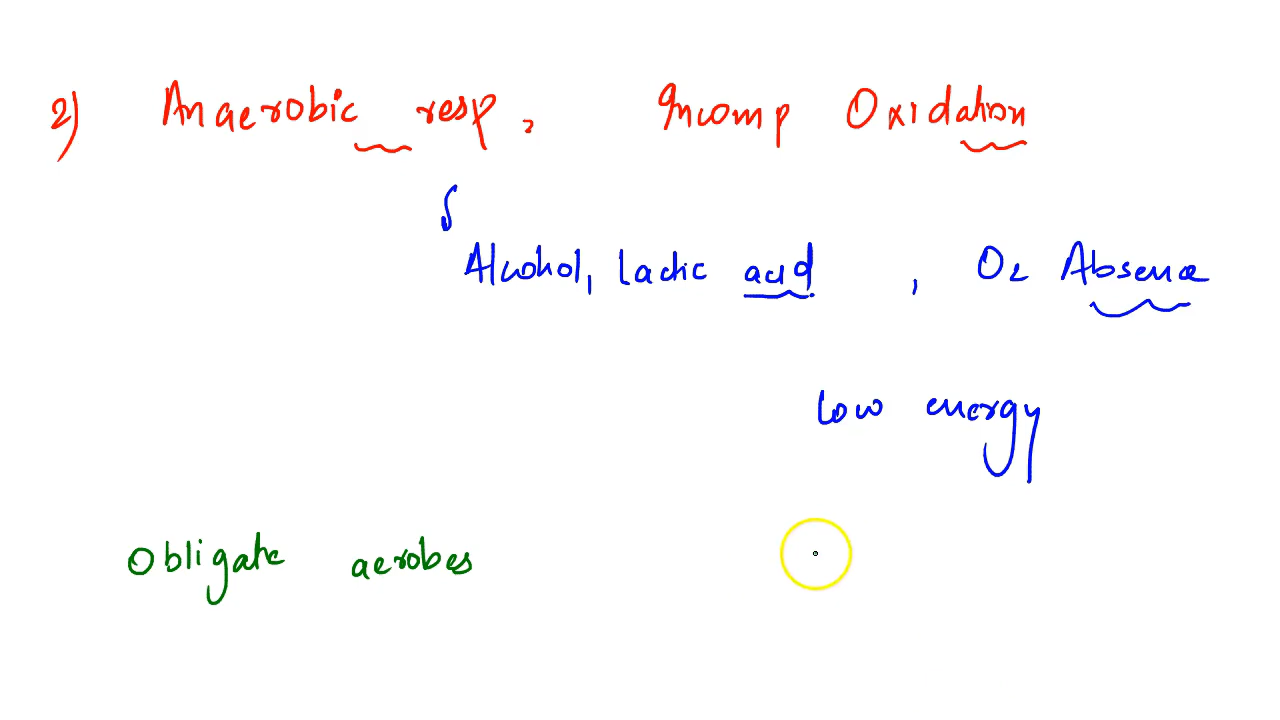 2) Anaerobic resp, Incomp Oxidation
Alcohol, Lactic acid, O2 Absence
Low energy
Obligate aerobes